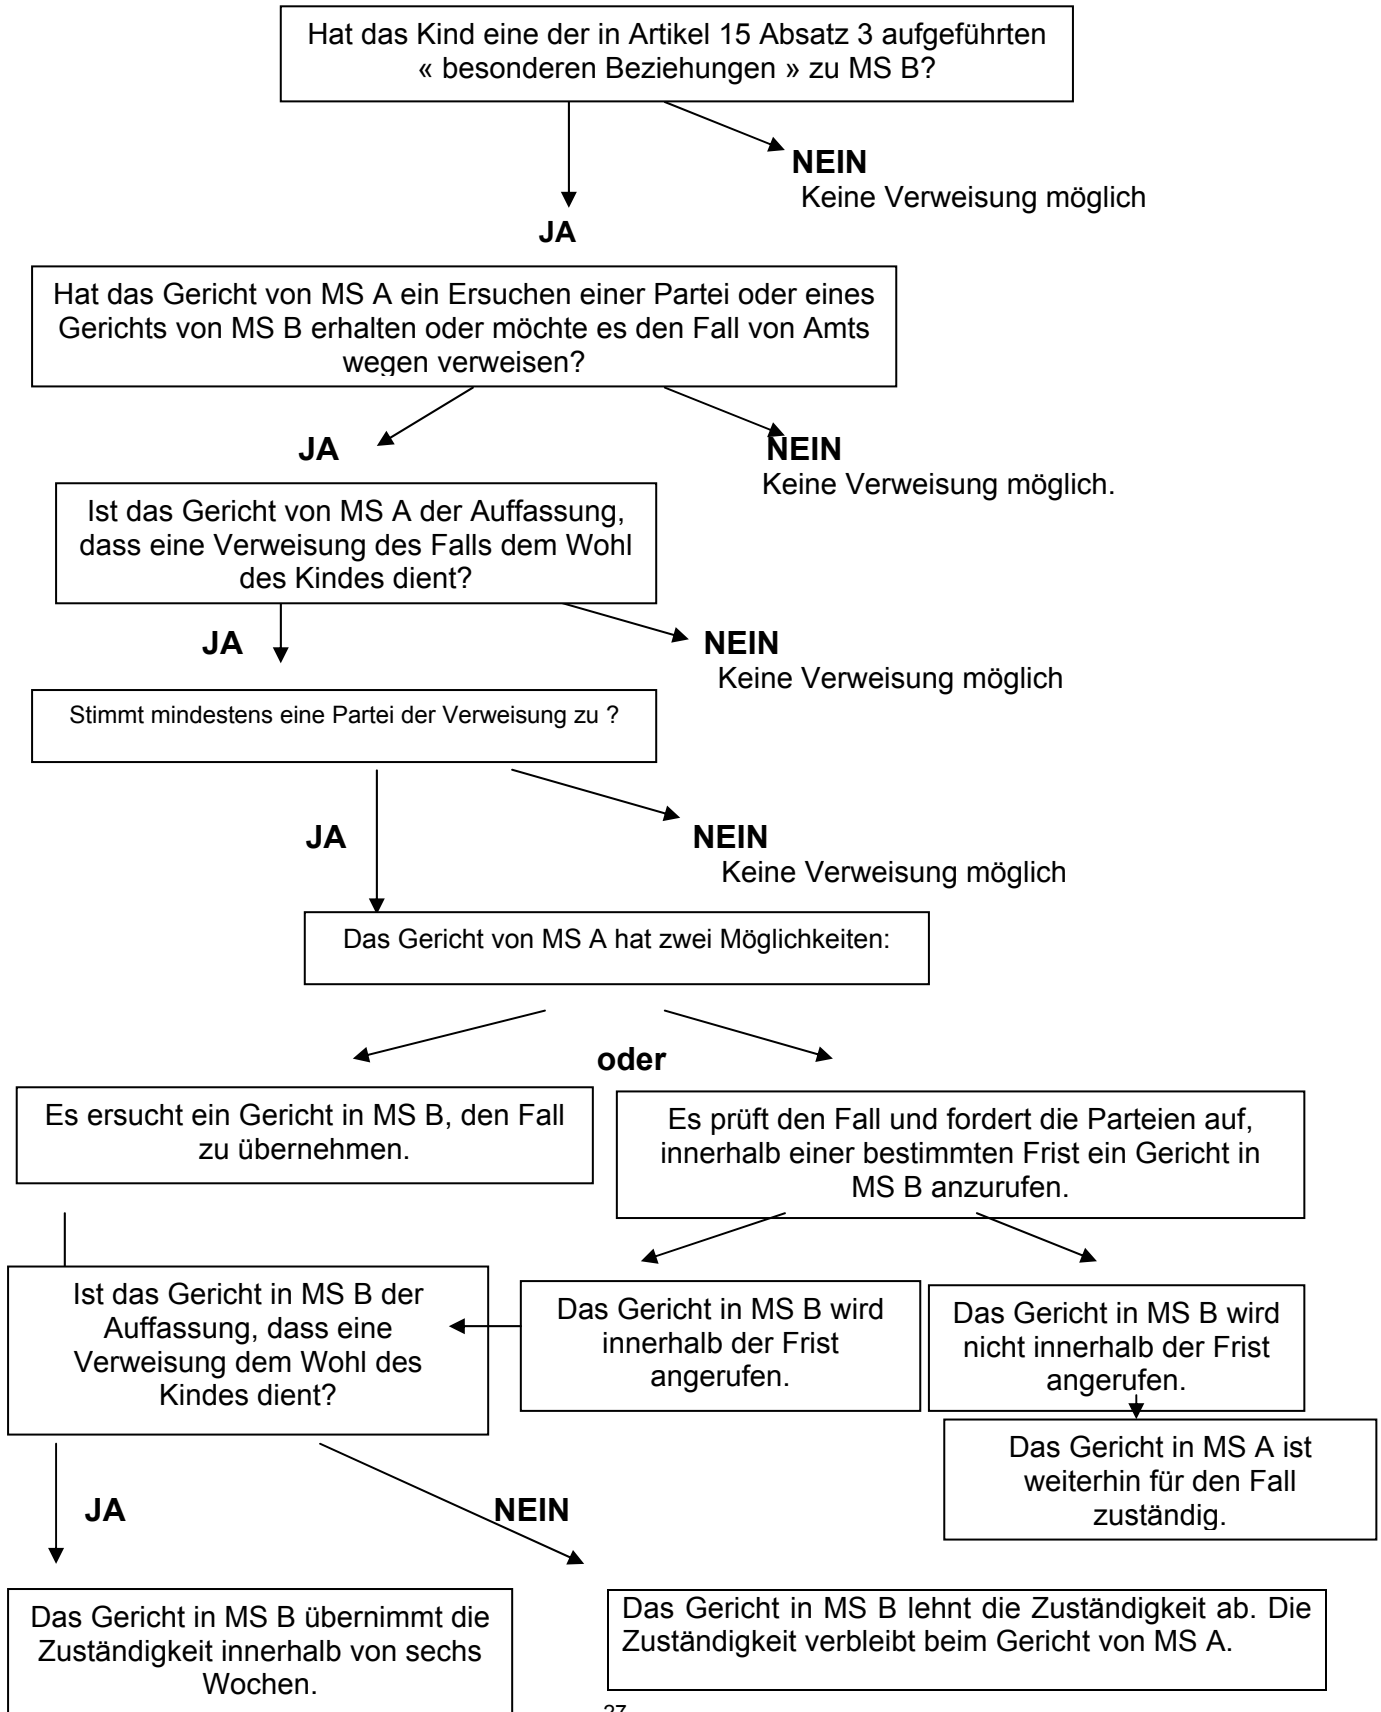 Hat das Kind eine der in Artikel 15 Absatz 3 aufgeführten
« besonderen Beziehungen » zu MS B?
NEIN
Keine Verweisung möglich
JA
Hat das Gericht von MS A ein Ersuchen einer Partei oder eines
Gerichts von MS B erhalten oder möchte es den Fall von Amts
wegen verweisen?
JA
NEIN
Keine Verweisung möglich.
Ist das Gericht von MS A der Auffassung,
dass eine Verweisung des Falls dem Wohl
des Kindes dient?
JA
NEIN
Keine Verweisung möglich
Stimmt mindestens eine Partei der Verweisung zu ?
JA
NEIN
Keine Verweisung möglich
Das Gericht von MS A hat zwei Möglichkeiten:
oder
Es ersucht ein Gericht in MS B, den Fall
zu übernehmen.
Es prüft den Fall und fordert die Parteien auf,
innerhalb einer bestimmten Frist ein Gericht in
MS B anzurufen.
Ist das Gericht in MS B der
Auffassung, dass eine
Verweisung dem Wohl des
Kindes dient?
Das Gericht in MS B wird
innerhalb der Frist
angerufen.
Das Gericht in MS B wird
nicht innerhalb der Frist
angerufen.
Das Gericht in MS A ist
weiterhin für den Fall
zuständig.
JA
NEIN
Das Gericht in MS B übernimmt die
Zuständigkeit innerhalb von sechs
Wochen.
Das Gericht in MS B lehnt die Zuständigkeit ab. Die
Zuständigkeit verbleibt beim Gericht von MS A.
27